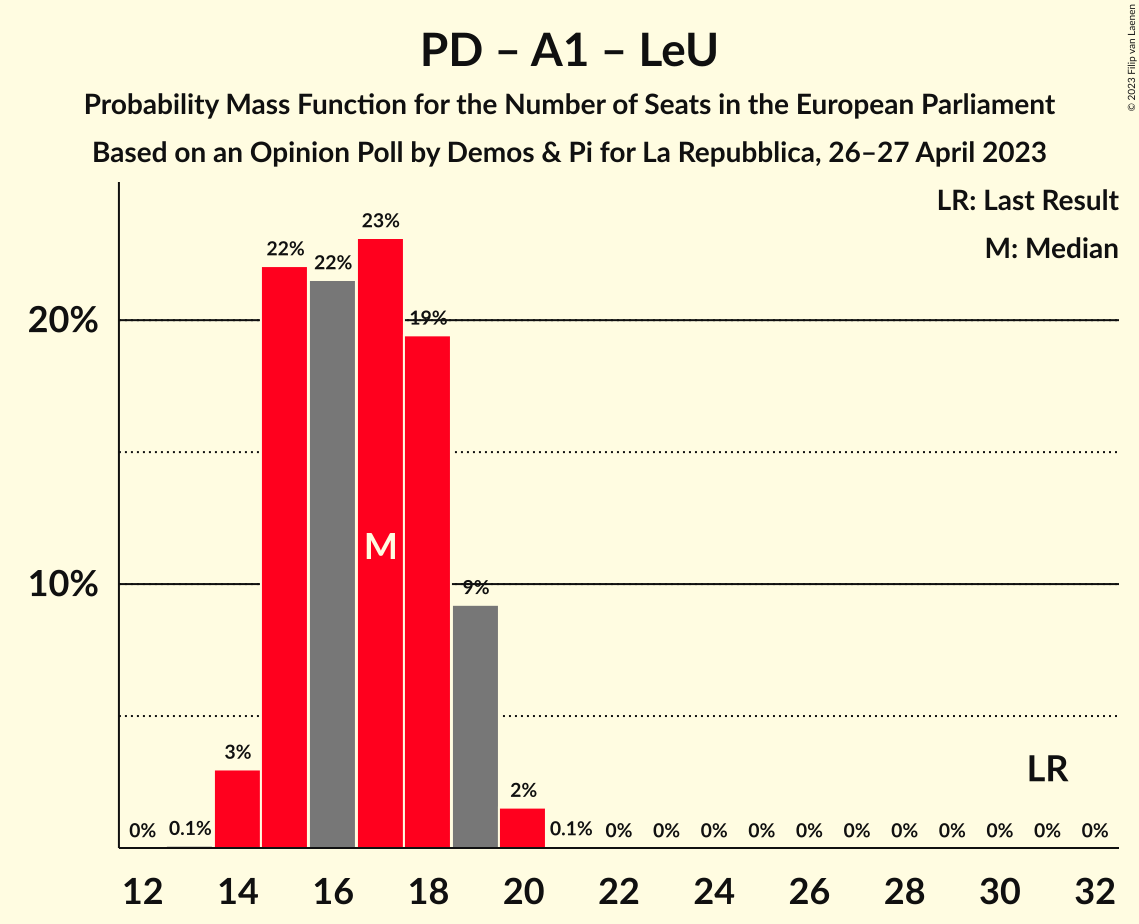 PD – A1 – LeU
Probability Mass Function for the Number of Seats in the European Parliament
Based on an Opinion Poll by Demos & Pi for La Repubblica, 26–27 April 2023
© 2023 Filip van Laenen
LR: Last Result
M: Median
23%
22%
22%
20%
19%
M
10%
9%
3%
LR
2%
0% 0.1% 0.1% 0% 0% 0% 0% 0% 0% 0% 0% 0% 0% 0%
12 14 16 18 20 22 24 26 28 30 32